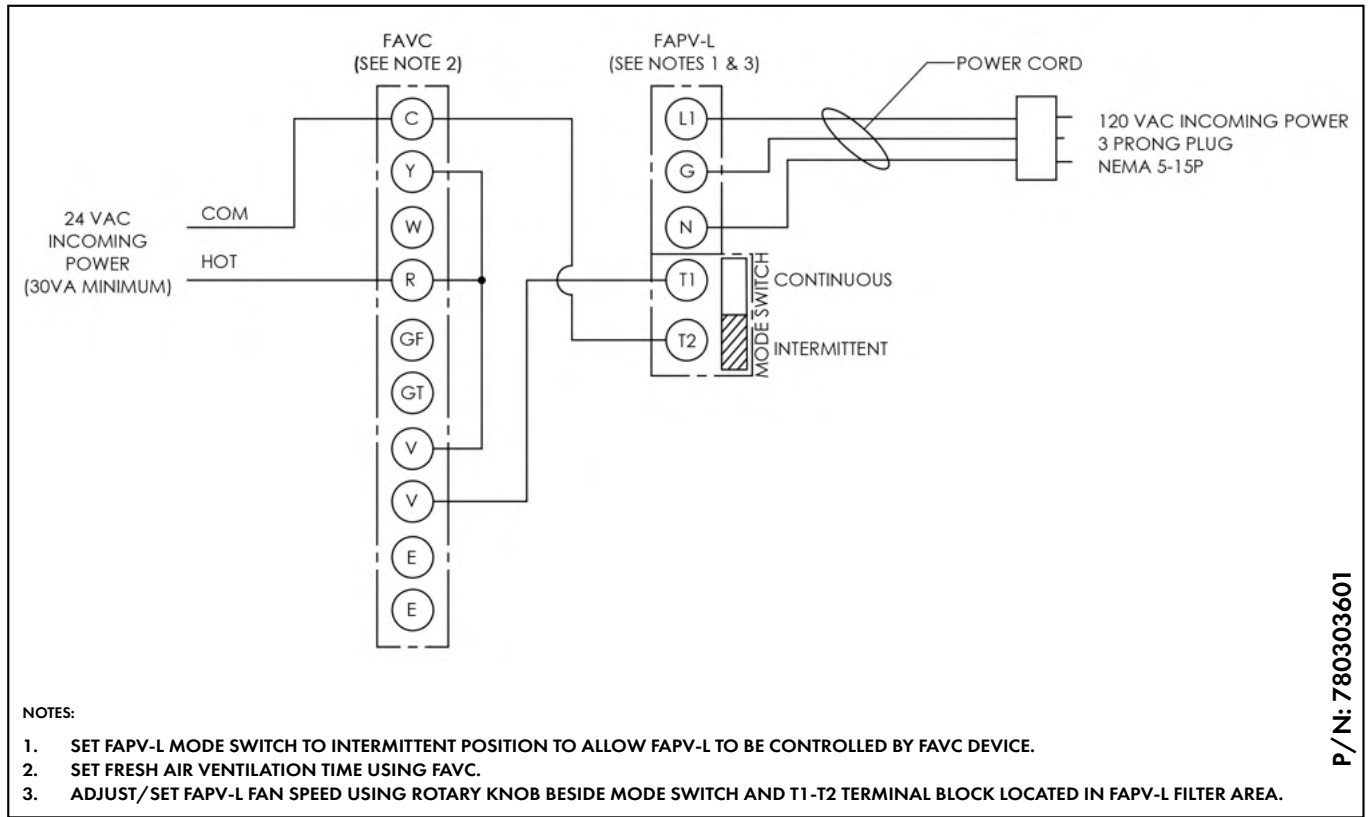 FAVC
(SEE NOTE 2)
FAPV-L
(SEE NOTES 1 & 3)
POWER CORD
C
Y
W
R
GF
GT
V
V
E
E
L1
G
N
T1
T2
120 VAC INCOMING POWER
3 PRONG PLUG
NEMA 5-15P
24 VAC
INCOMING
POWER
(30VA MINIMUM)
COM
HOT
MODE SWITCH
CONTINUOUS
INTERMITTENT
P/N: 780303601
NOTES:
1. SET FAPV-L MODE SWITCH TO INTERMITTENT POSITION TO ALLOW FAPV-L TO BE CONTROLLED BY FAVC DEVICE.
2. SET FRESH AIR VENTILATION TIME USING FAVC.
3. ADJUST/SET FAPV-L FAN SPEED USING ROTARY KNOB BESIDE MODE SWITCH AND T1-T2 TERMINAL BLOCK LOCATED IN FAPV-L FILTER AREA.